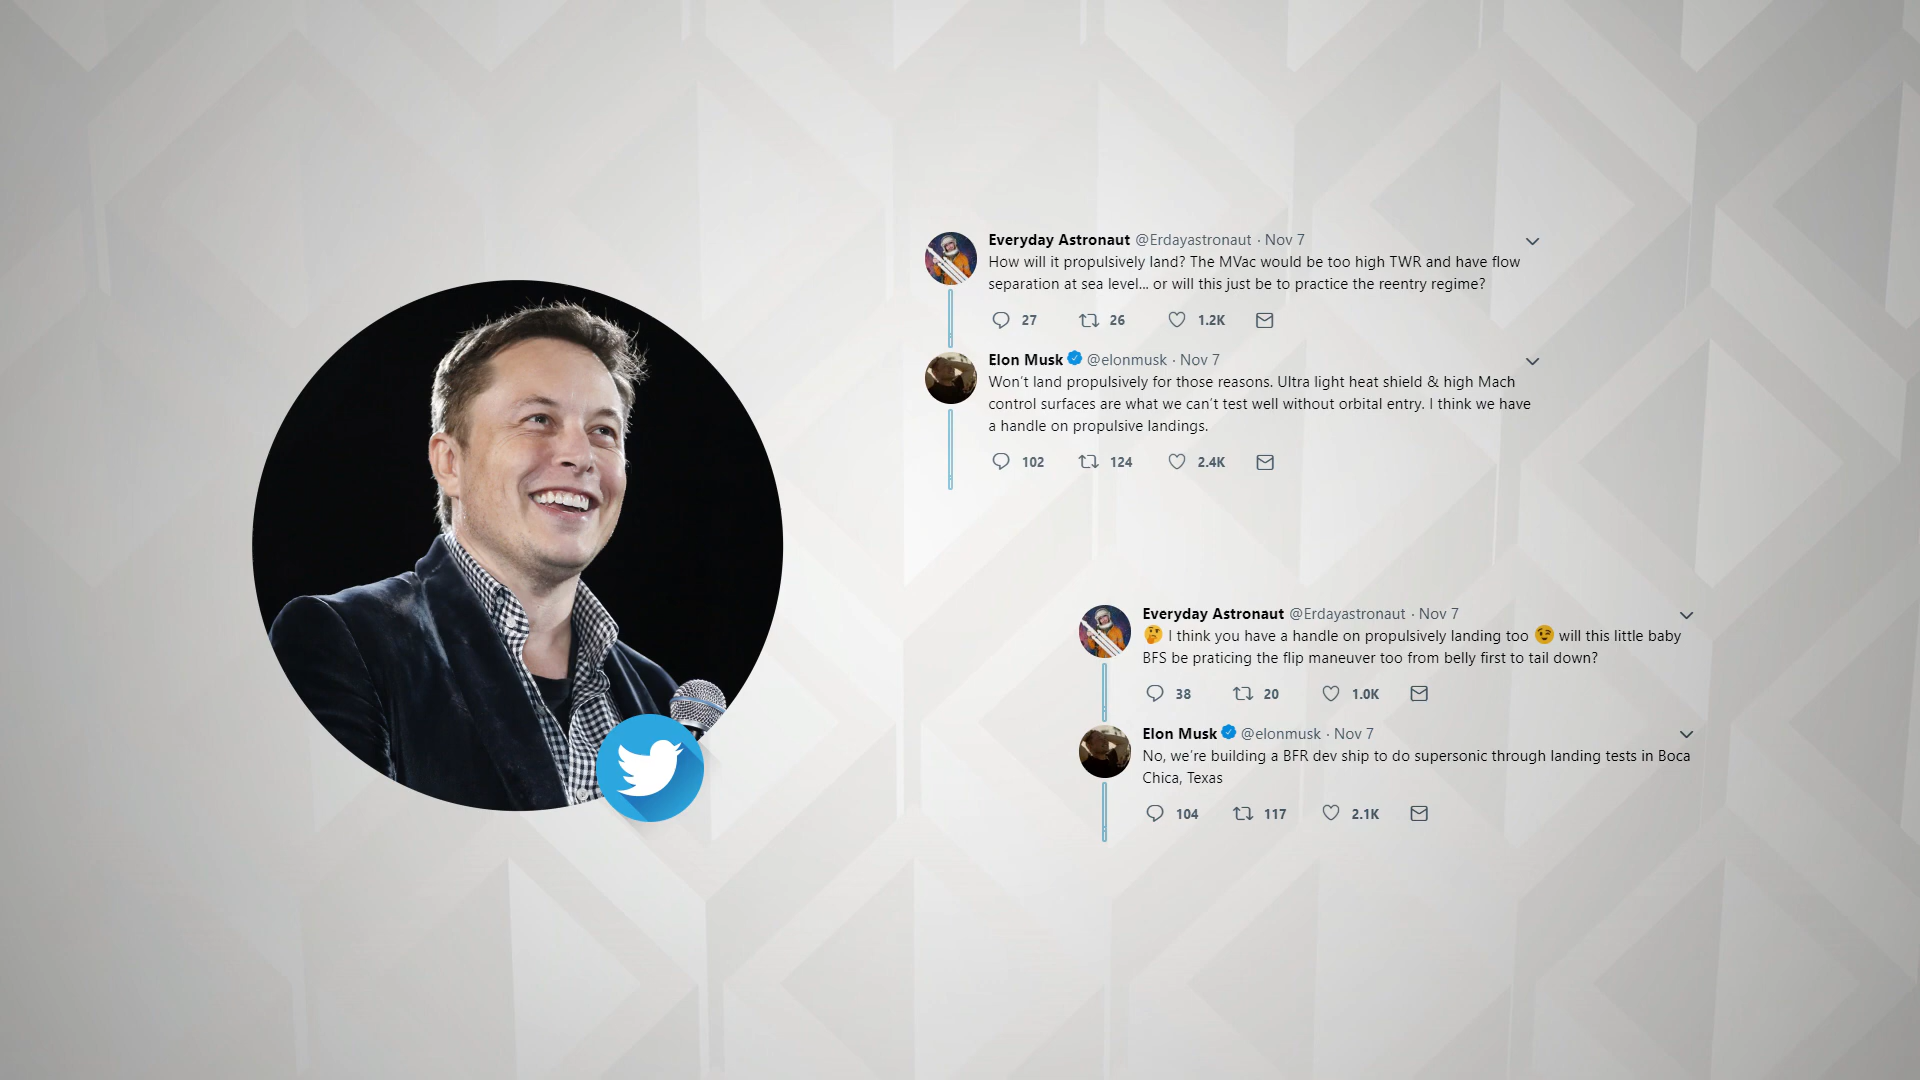 Everyday Astronaut @Erdayastronaut · Nov 7
How will it propulsively land? The MVac would be too high TWR and have flow
separation at sea level... or will this just be to practice the reentry regime?
27 26 1.2K
Elon Musk @elonmusk · Nov 7
Won't land propulsively for those reasons. Ultra light heat shield & high Mach
control surfaces are what we can't test well without orbital entry. I think we have
a handle on propulsive landings.
102 124 2.4K
Everyday Astronaut @Erdayastronaut · Nov 7
🤔 I think you have a handle on propulsively landing too 😉 will this little baby
BFS be praticing the flip maneuver too from belly first to tail down?
38 20 1.0K
Elon Musk @elonmusk · Nov 7
No, we're building a BFR dev ship to do supersonic through landing tests in Boca
Chica, Texas
104 117 2.1K